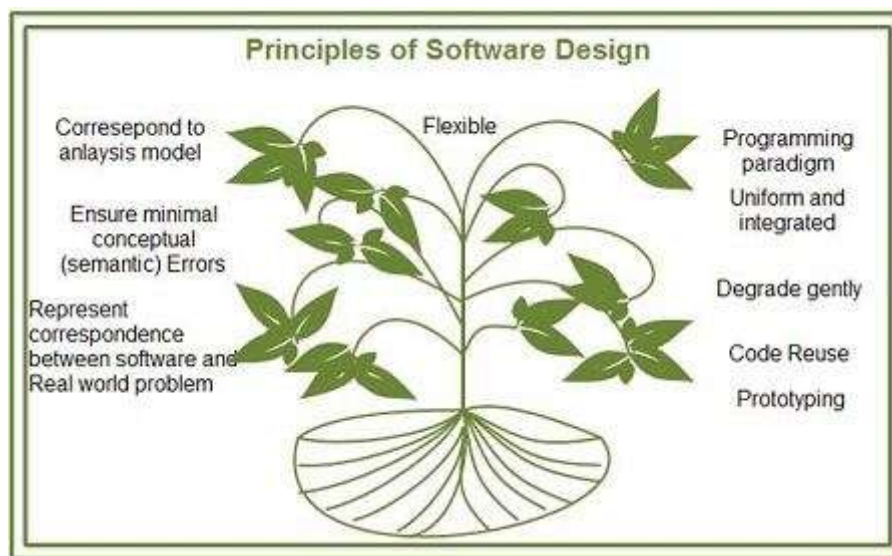 Principles of Software Design
Corresepond to
anlaysis model
Flexible
Programming
paradigm
Ensure minimal
conceptual
(semantic) Errors
Uniform and
integrated
Represent
correspondence
between software and
Real world problem
Degrade gently
Code Reuse
Prototyping